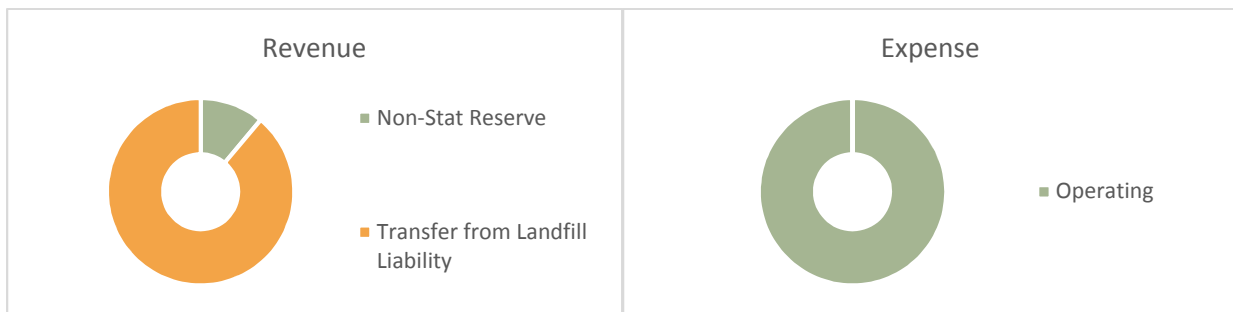 Revenue
Non-Stat Reserve
Transfer from Landfill
Liability
Expense
Operating